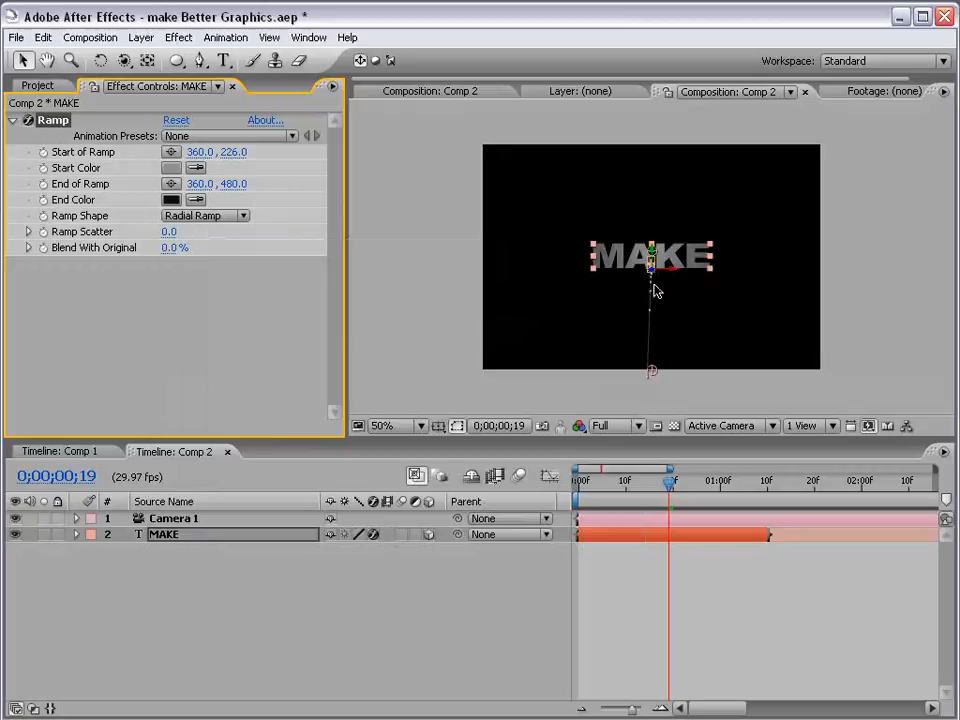 Adobe After Effects - make Better Graphics.aep *
File Edit Composition Layer Effect Animation View Window Help
Workspace: Standard
Project Effect Controls: MAKE Composition: Comp 2 Layer: (none) Composition: Comp 2 Footage: (none)
Comp 2 * MAKE
Ramp Reset About...
Animation Presets: None
Start of Ramp 360.0 , 226.0
Start Color
End of Ramp 360.0 , 480.0
End Color
Ramp Shape Radial Ramp
Ramp Scatter 0.0
Blend With Original 0.0 %
MAKE
50% 0;00;00;19 Full Active Camera 1 View
Timeline: Comp 1 Timeline: Comp 2
0;00;00;19 (29.97 fps)
# Source Name Parent
1 Camera 1 None
2 T MAKE None
:00F 10F 01:00F 10F 02:00F 10F